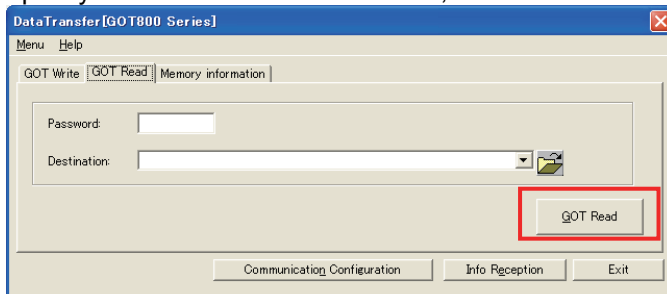 DataTransfer[GOT800 Series]
Menu Help
GOT Write GOT Read Memory information
Password:
Destination:
GOT Read
Communication Configuration Info Reception Exit